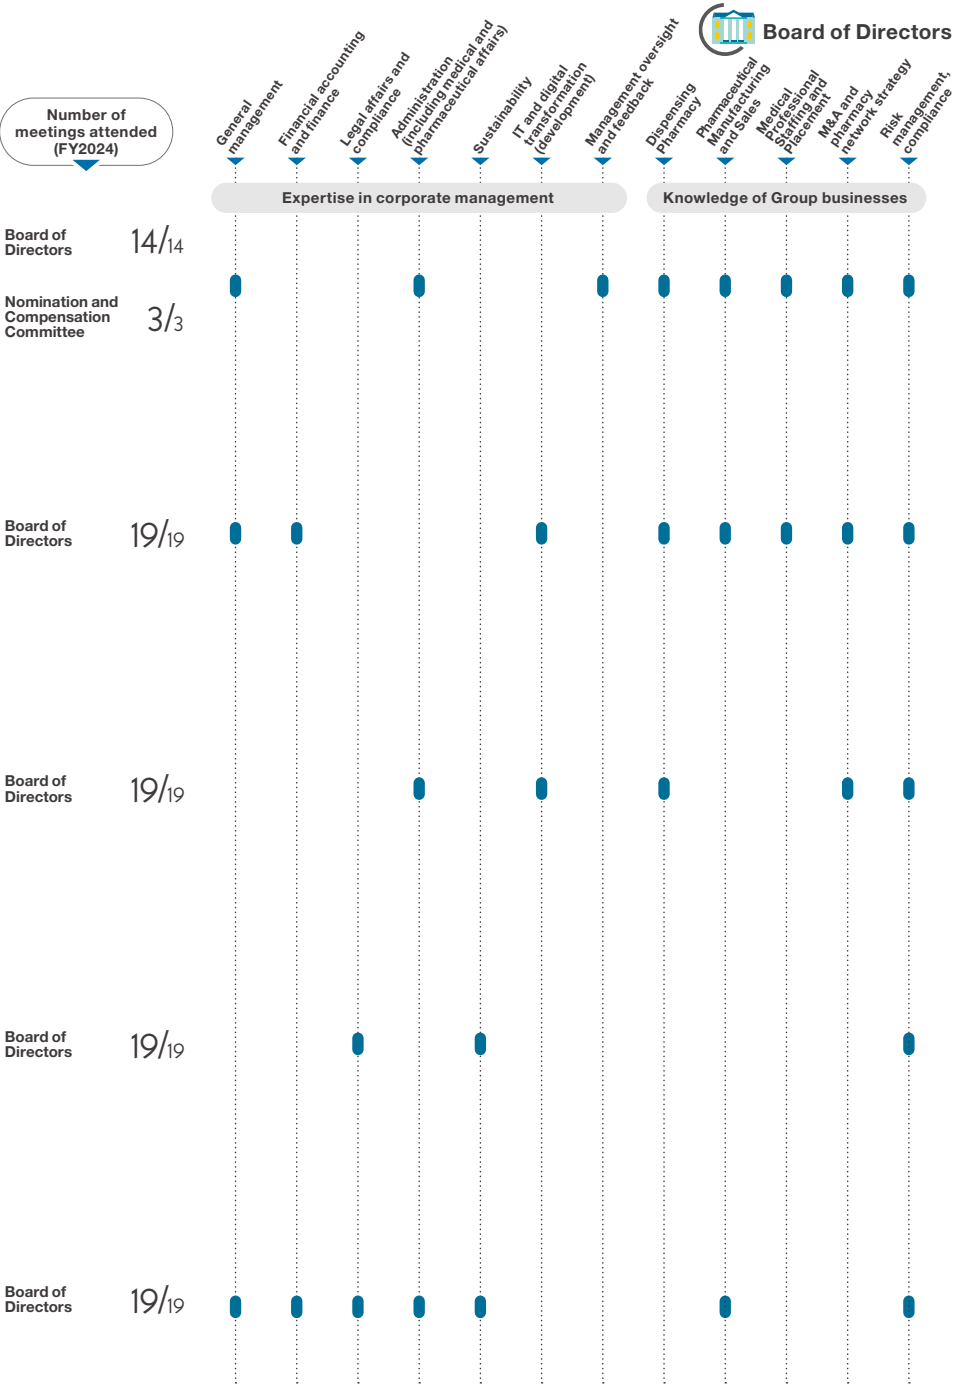 Board of Directors
Number of
meetings attended
(FY2024)
General
management
Financial accounting
and finance
Legal affairs and
compliance
Administration
(including medical and
pharmaceutical affairs)
Sustainability
IT and digital
transformation
(development)
Management oversight
and feedback
Dispensing
Pharmacy
Pharmaceutical
Manufacturing
and Sales
Medical
Professional
Staffing and
Placement
M&A and
pharmacy
network strategy
Risk
management,
compliance
Expertise in corporate management
Knowledge of Group businesses
Board of
Directors
14/14
Nomination and
Compensation
Committee
3/3
Board of
Directors
19/19
Board of
Directors
19/19
Board of
Directors
19/19
Board of
Directors
19/19